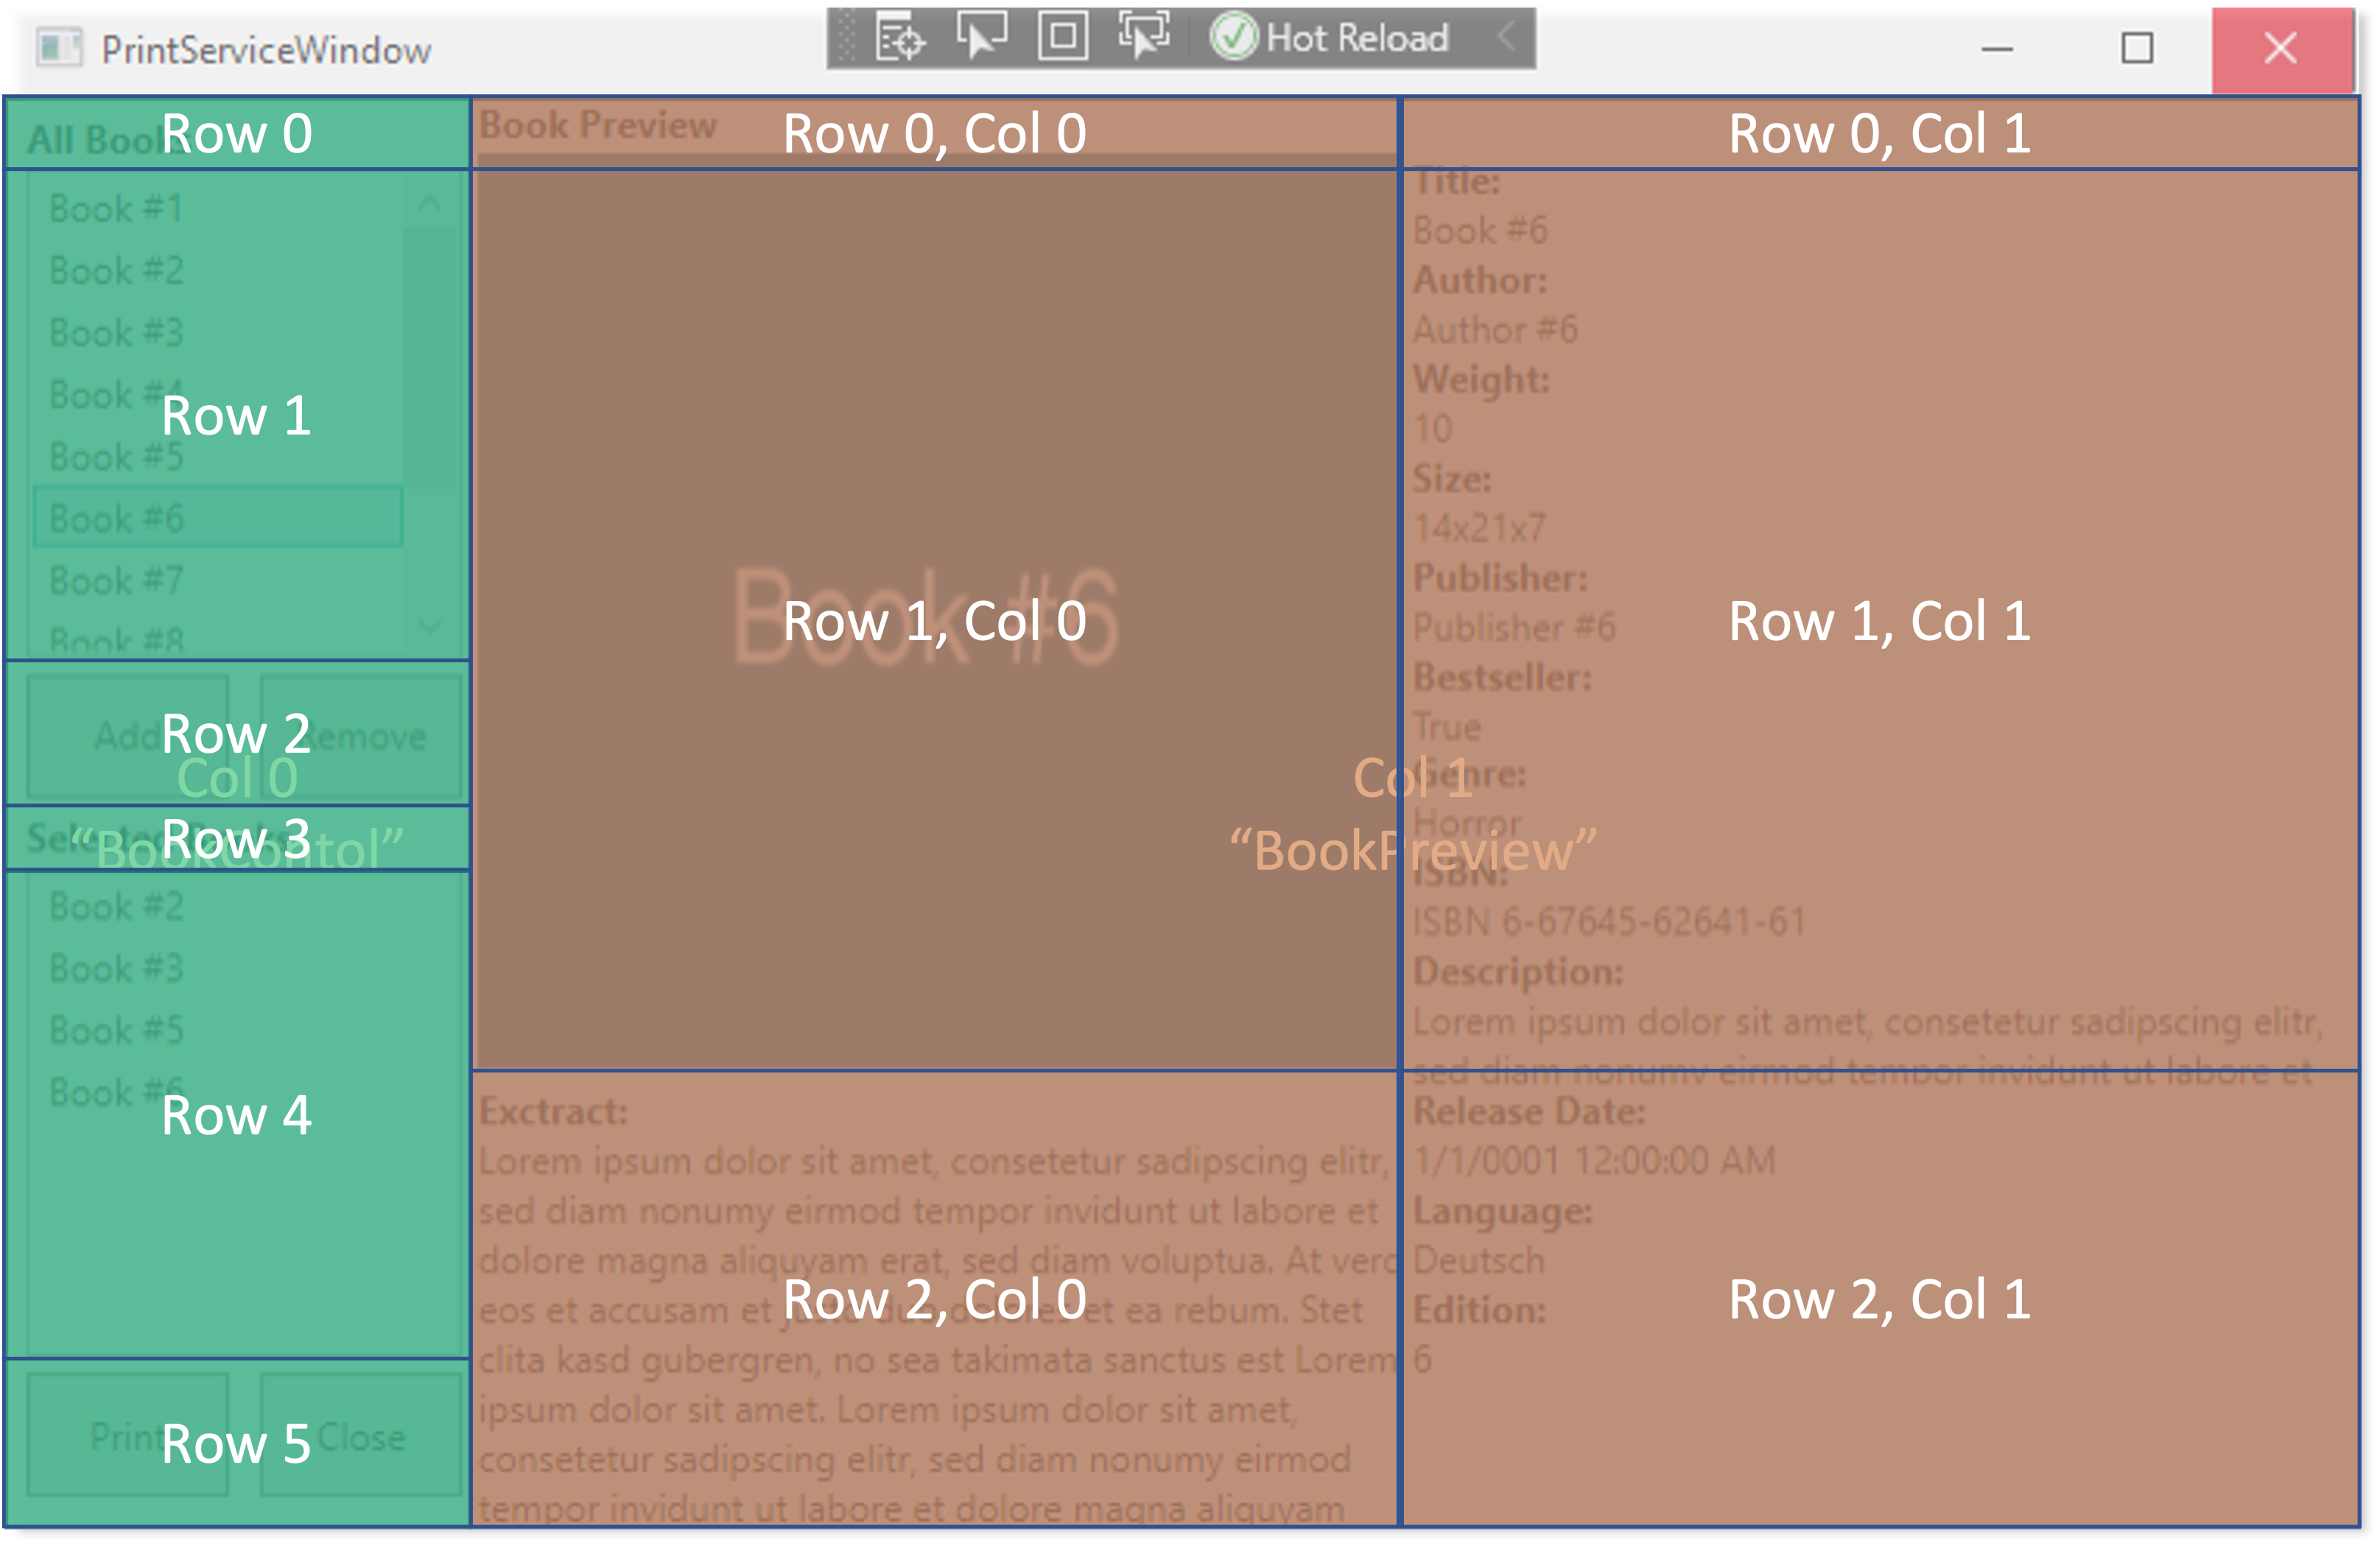 PrintServiceWindow
Hot Reload
All Books
Row 0
Book #1
Book #2
Book #3
Book #4
Row 1
Book #5
Book #6
Book #7
Book #8
Add
Row 2
Remove
Col 0
Selected Books
Row 3
“BookContol”
Book #2
Book #3
Book #5
Book #6
Row 4
Print
Row 5
Close
Book Preview
Row 0, Col 0
Book #6
Row 1, Col 0
Col 1
“BookPreview”
Exctract:
Lorem ipsum dolor sit amet, consetetur sadipscing elitr,
sed diam nonumy eirmod tempor invidunt ut labore et
dolore magna aliquyam erat, sed diam voluptua. At vero
eos et accusam et justo duo dolores et ea rebum. Stet
Row 2, Col 0
clita kasd gubergren, no sea takimata sanctus est Lorem
ipsum dolor sit amet. Lorem ipsum dolor sit amet,
consetetur sadipscing elitr, sed diam nonumy eirmod
tempor invidunt ut labore et dolore magna aliquyam
Row 0, Col 1
Title:
Book #6
Author:
Author #6
Weight:
10
Size:
14x21x7
Publisher:
Publisher #6
Row 1, Col 1
Bestseller:
True
Genre:
Horror
ISBN:
ISBN 6-67645-62641-61
Description:
Lorem ipsum dolor sit amet, consetetur sadipscing elitr,
sed diam nonumy eirmod tempor invidunt ut labore et
Release Date:
1/1/0001 12:00:00 AM
Language:
Deutsch
Row 2, Col 1
Edition:
6